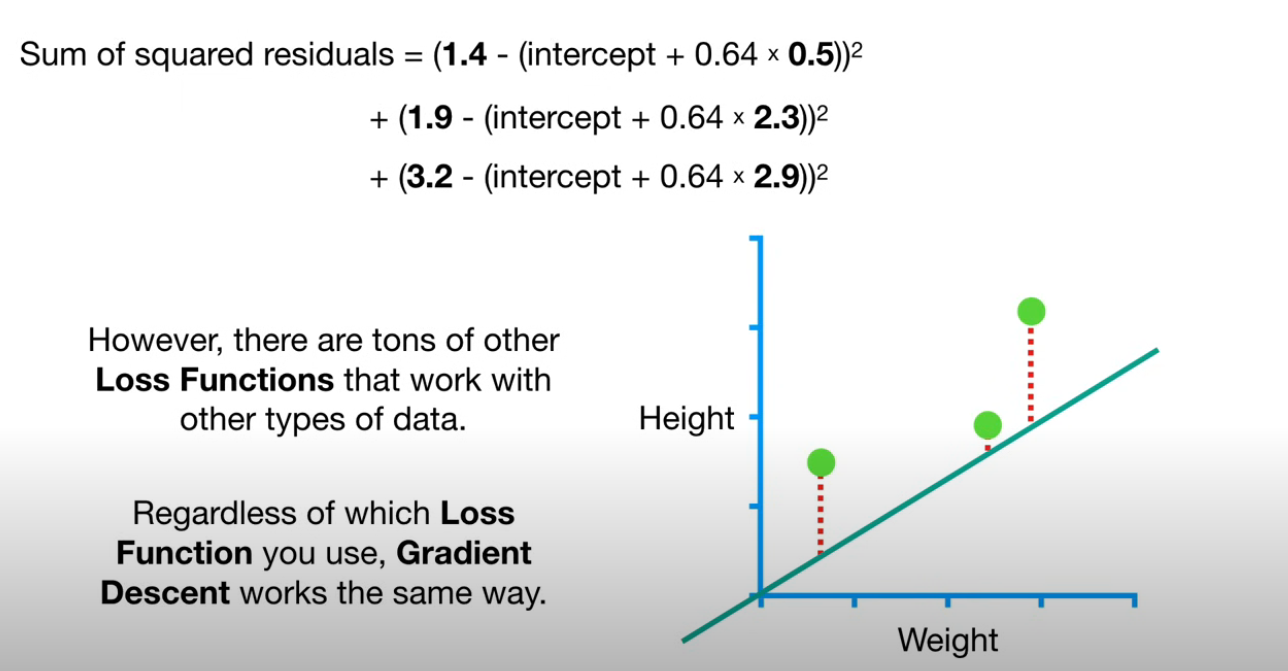 Sum of squared residuals = (1.4 - (intercept + 0.64 × 0.5))²
+ (1.9 - (intercept + 0.64 × 2.3))²
+ (3.2 - (intercept + 0.64 × 2.9))²
However, there are tons of other
Loss Functions that work with
other types of data.
Regardless of which Loss
Function you use, Gradient
Descent works the same way.
Height
Weight